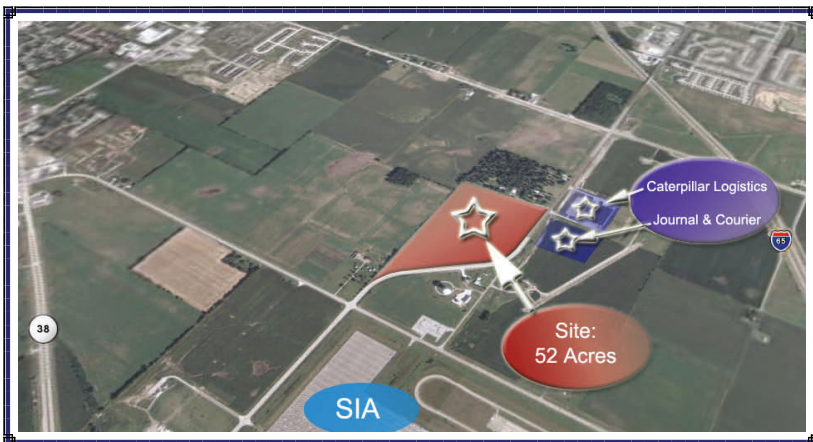 Caterpillar Logistics
Journal & Courier
65
38
Site:
52 Acres
SIA